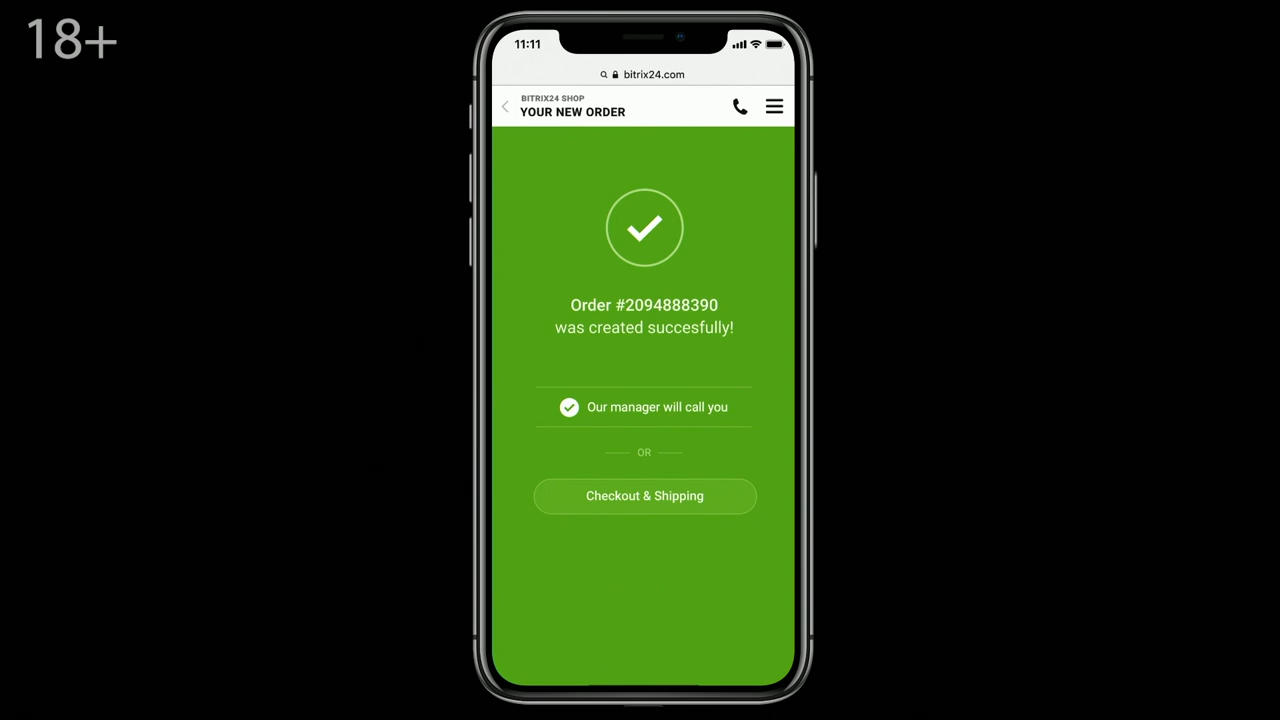 18+
11:11
bitrix24.com
BITRIX24 SHOP
YOUR NEW ORDER
Order #2094888390
was created succesfully!
Our manager will call you
OR
Checkout & Shipping